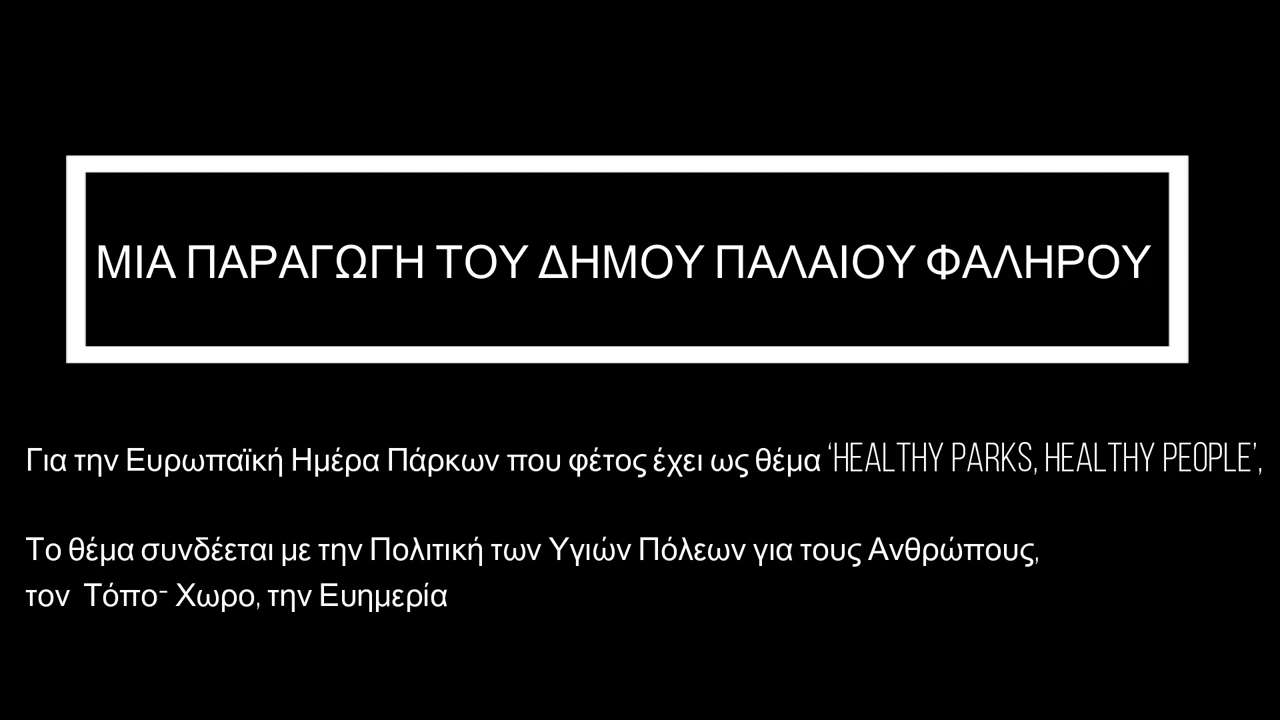 ΜΙΑ ΠΑΡΑΓΩΓΗ ΤΟΥ ΔΗΜΟΥ ΠΑΛΑΙΟΥ ΦΑΛΗΡΟΥ
Για την Ευρωπαϊκή Ημέρα Πάρκων που φέτος έχει ως θέμα ‘HEALTHY PARKS, HEALTHY PEOPLE’,
Το θέμα συνδέεται με την Πολιτική των Υγιών Πόλεων για τους Ανθρώπους,
τον Τόπο- Χωρο, την Ευημερία